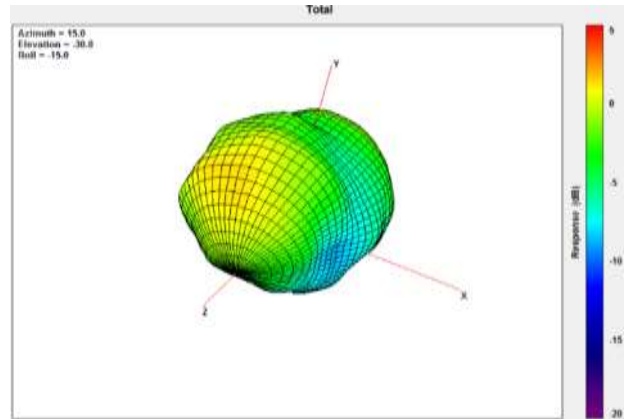 Total
Azimuth = 15.0
Elevation = -30.0
Roll = -15.0
Y
X
Z
5
0
-5
-10
-15
-20
Response (dB)